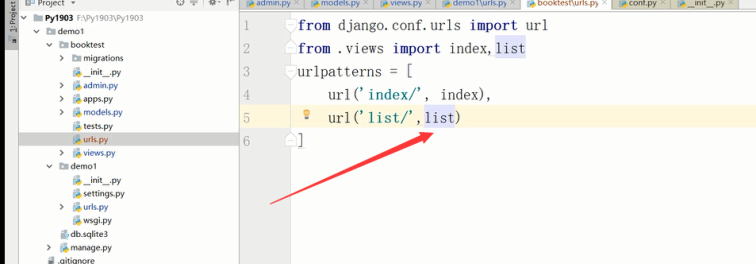 Project
admin.py
models.py
views.py
demo1\urls.py
booktest\urls.py
conf.py
__init__.py
1: Project
Py1903 F:\Py1903
demo1
booktest
migrations
__init__.py
admin.py
apps.py
models.py
tests.py
urls.py
views.py
demo1
__init__.py
settings.py
urls.py
wsgi.py
db.sqlite3
manage.py
.gitignore
1 from django.conf.urls import url
2 from .views import index,list
3 urlpatterns = [
4 url('index/', index),
5 url('list/',list)
6 ]